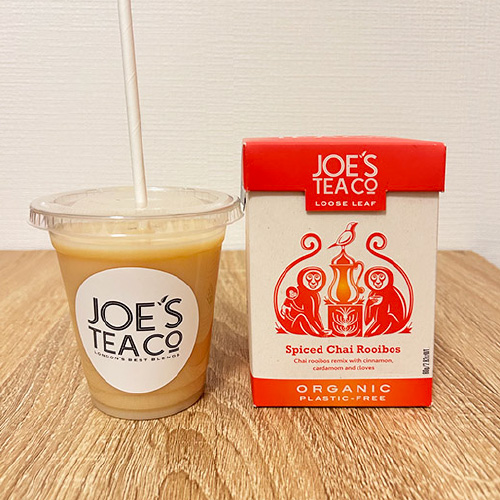 JOE'S
TEA CO
LONDON'S BEST BLENDS
JOE'S
TEA CO
LOOSE LEAF
Spiced Chai Rooibos
Chai rooibos remix with cinnamon,
cardamom and cloves
ORGANIC
PLASTIC-FREE